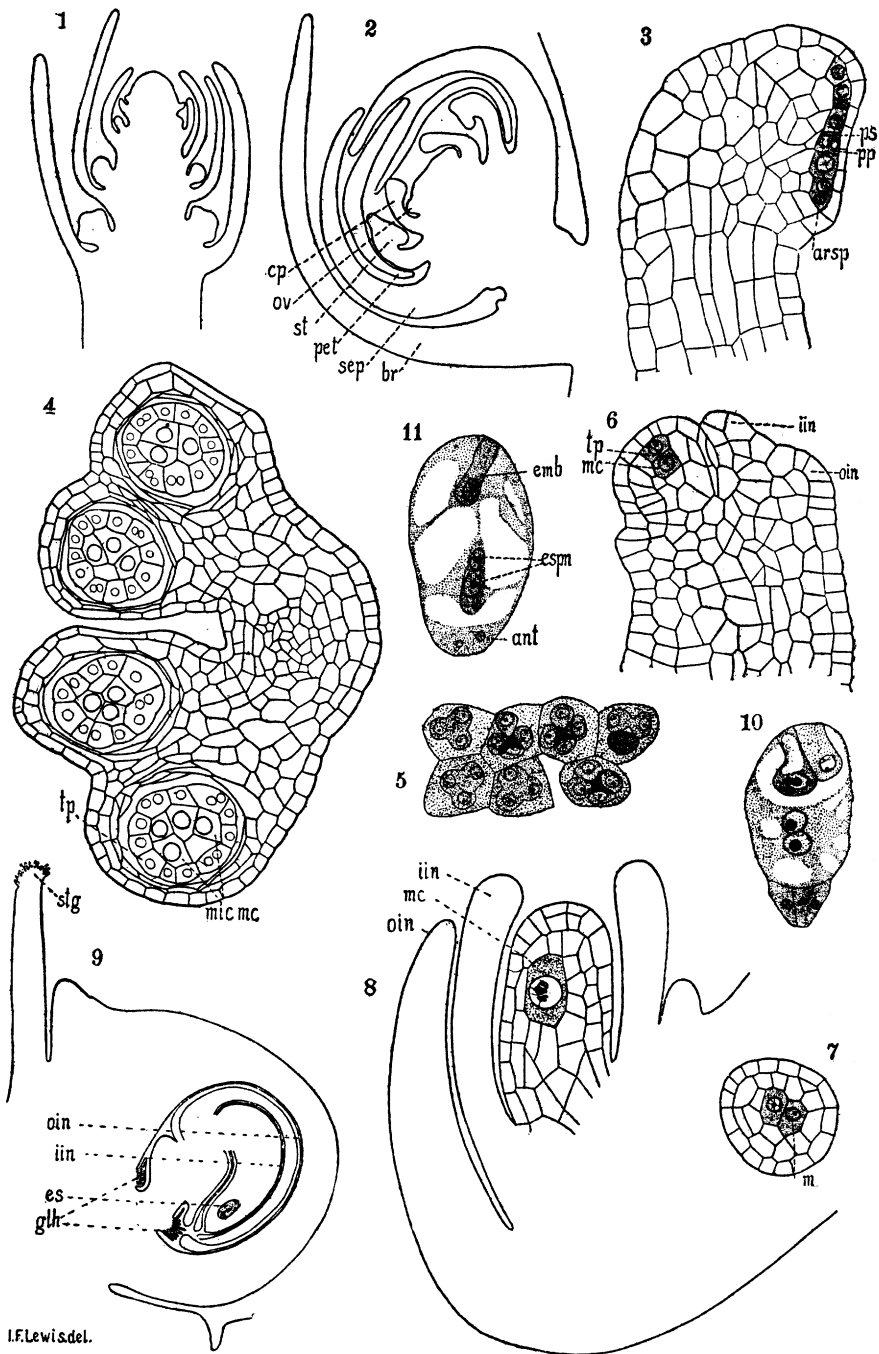 1
2
3
ps
pp
arsp
cp
ov
st
pet
sep
br
4
tp
mic mc
11
emb
espn
ant
6
iin
tp
mc
oin
5
10
stg
9
oin
iin
es
glh
iin
mc
oin
8
7
m
I.F.Lewis.del.